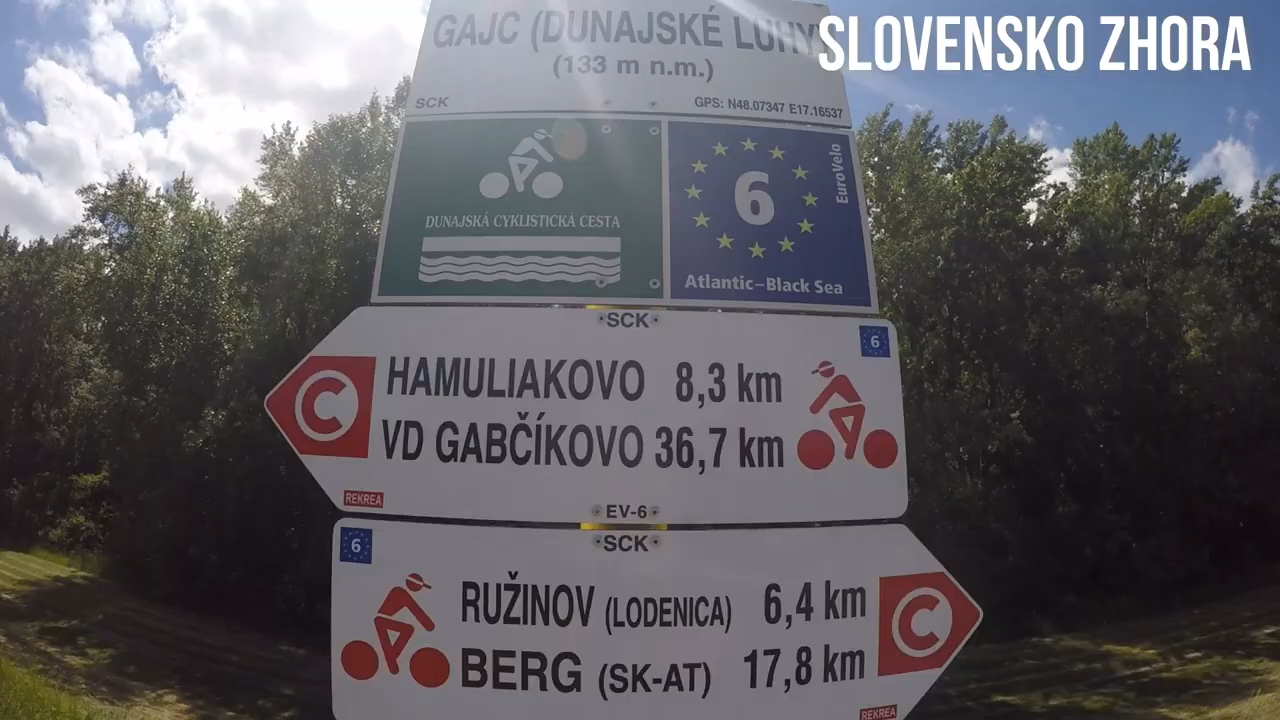 SLOVENSKO ZHORA
GAJC (DUNAJSKÉ LUHY)
(133 m n.m.)
SCK
GPS: N48.07347 E17.16537
DUNAJSKÁ CYKLISTICKÁ CESTA
6
EuroVelo
Atlantic–Black Sea
SCK
6
C
HAMULIAKOVO 8,3 km
VD GABČÍKOVO 36,7 km
REKREA
EV-6
SCK
6
RUŽINOV (LODENICA) 6,4 km
C
BERG (SK-AT) 17,8 km
REKREA